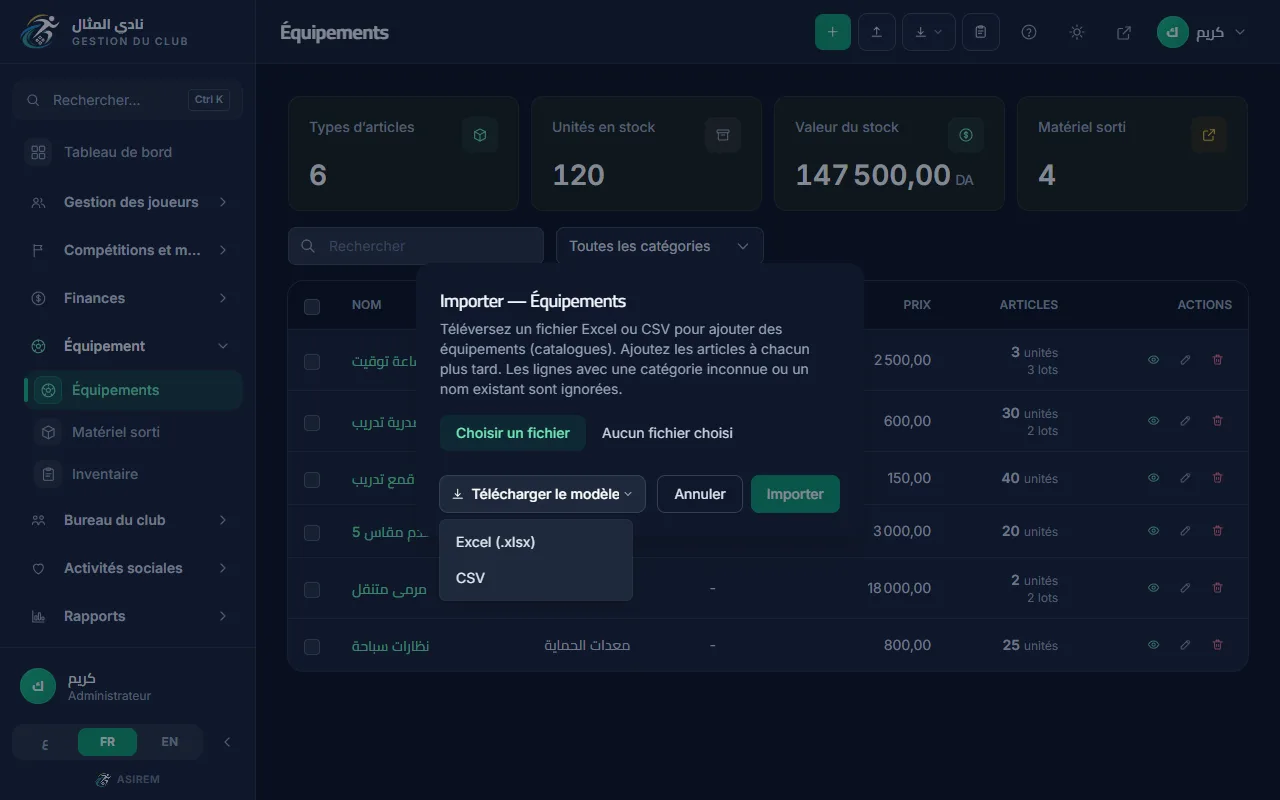 نادي المثال
GESTION DU CLUB
Rechercher...
Ctrl K
Tableau de bord
Gestion des joueurs
Compétitions et m...
Finances
Équipement
Équipements
Matériel sorti
Inventaire
Bureau du club
Activités sociales
Rapports
ك
كريم
Administrateur
ع
FR
EN
ASIREM
Équipements
ك
كريم
Types d'articles
6
Unités en stock
120
Valeur du stock
147 500,00 DA
Matériel sorti
4
Rechercher
Toutes les catégories
NOM
PRIX
ARTICLES
ACTIONS
توقيت
2 500,00
3 unités
3 lots
تدريب
600,00
30 unités
2 lots
قمع تدريب
150,00
40 unités
مقاس 5
3 000,00
20 unités
مرمى متنقل
-
18 000,00
2 unités
2 lots
نظارات سباحة
معدات الحماية
-
800,00
25 unités
Importer — Équipements
Téléversez un fichier Excel ou CSV pour ajouter des
équipements (catalogues). Ajoutez les articles à chacun
plus tard. Les lignes avec une catégorie inconnue ou un
nom existant sont ignorées.
Choisir un fichier
Aucun fichier choisi
Télécharger le modèle
Annuler
Importer
Excel (.xlsx)
CSV